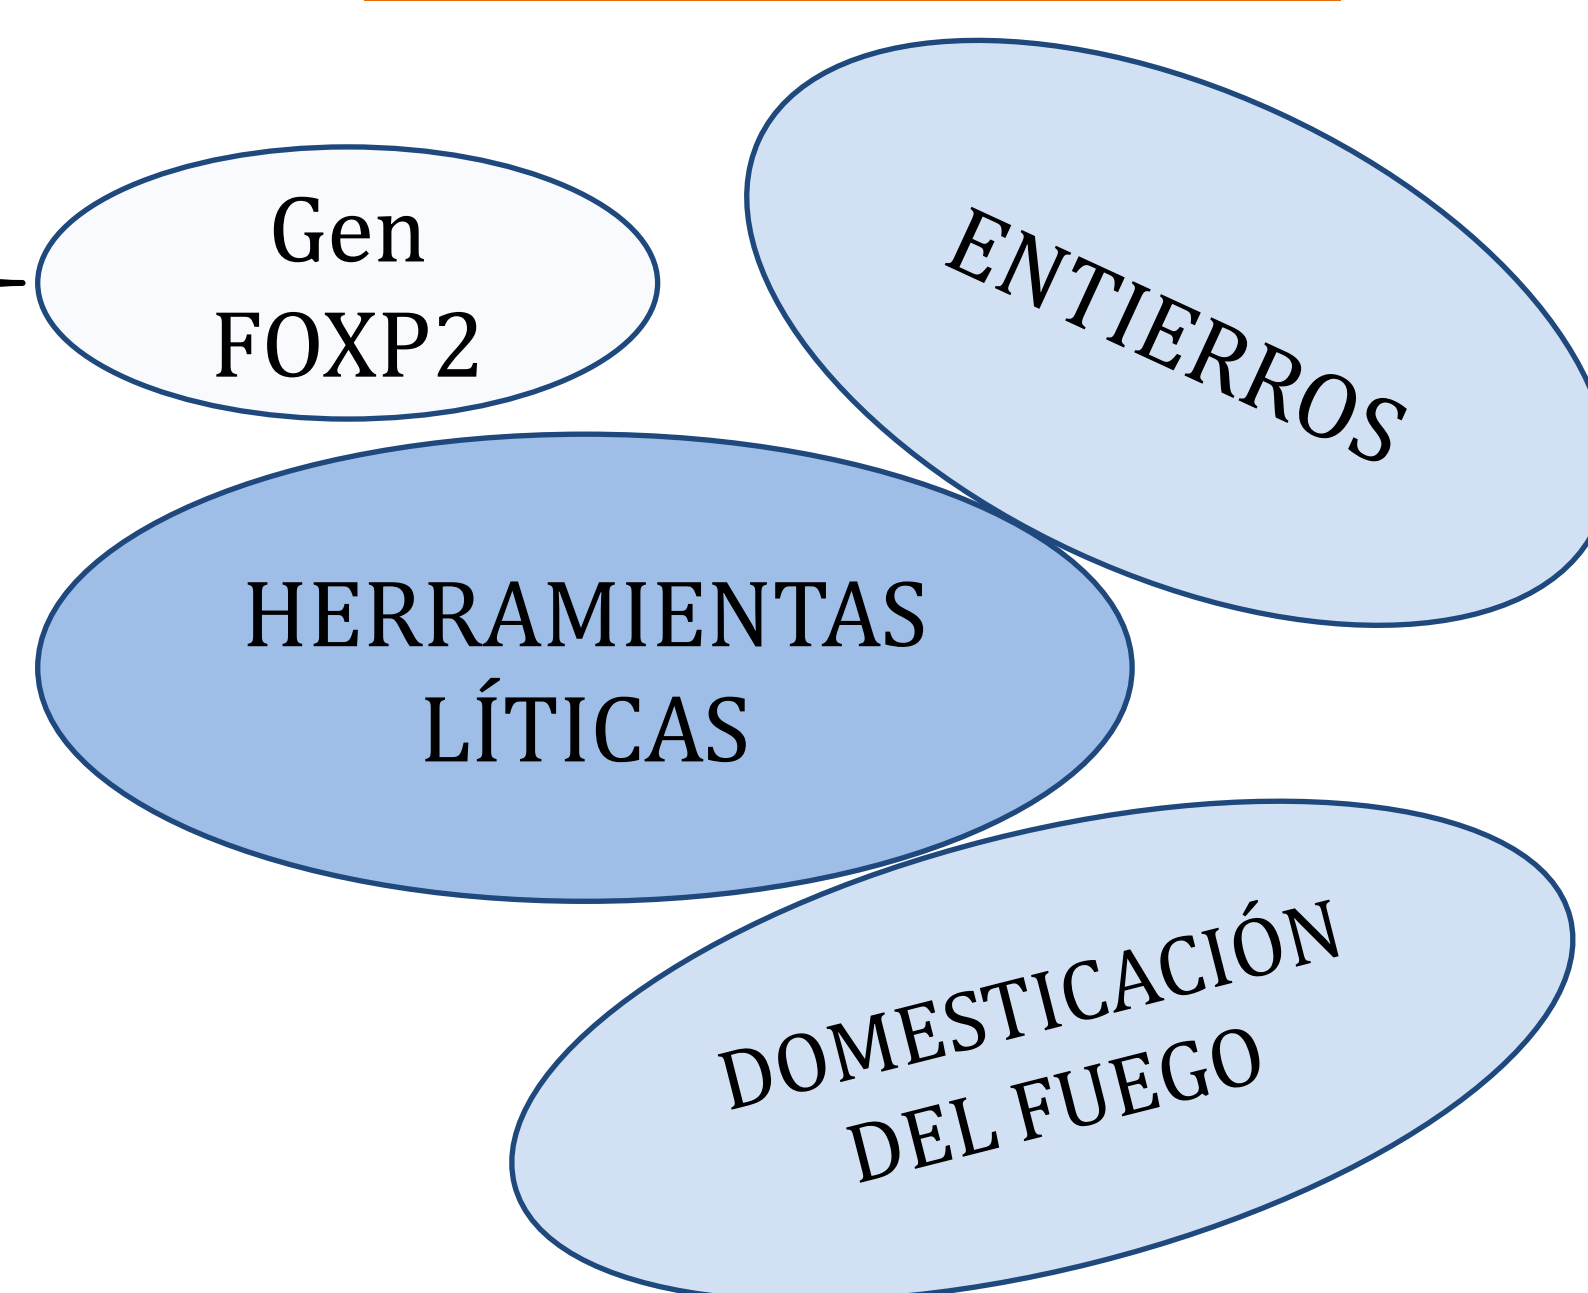 Gen
FOXP2
ENTIERROS
HERRAMIENTAS
LÍTICAS
DOMESTICACIÓN
DEL FUEGO